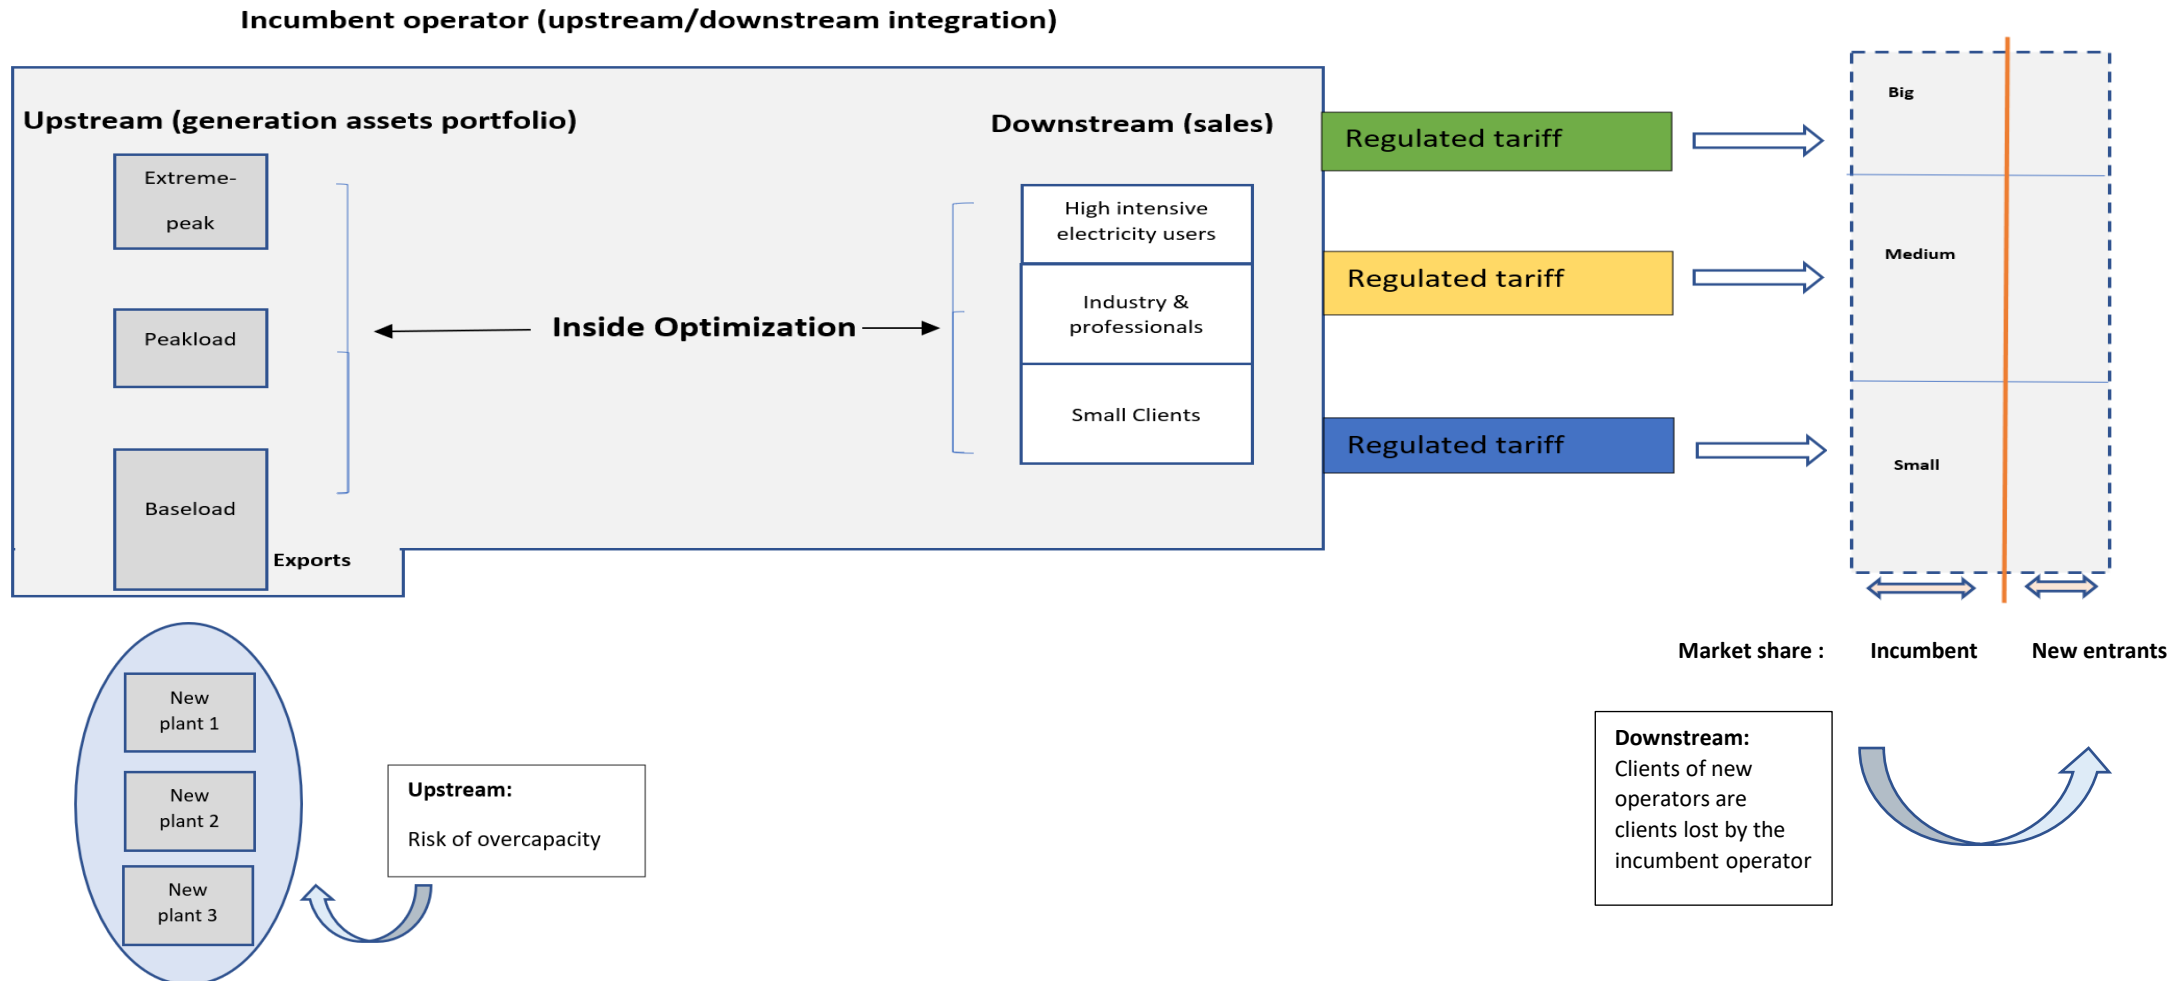 Incumbent operator (upstream/downstream integration)
Upstream (generation assets portfolio)
Extreme-
peak
Peakload
Baseload
Exports
Inside Optimization
Downstream (sales)
High intensive
electricity users
Industry &
professionals
Small Clients
Regulated tariff
Regulated tariff
Regulated tariff
Big
Medium
Small
Market share :
Incumbent
New entrants
New
plant 1
New
plant 2
New
plant 3
Upstream:
Risk of overcapacity
Downstream:
Clients of new
operators are
clients lost by the
incumbent operator